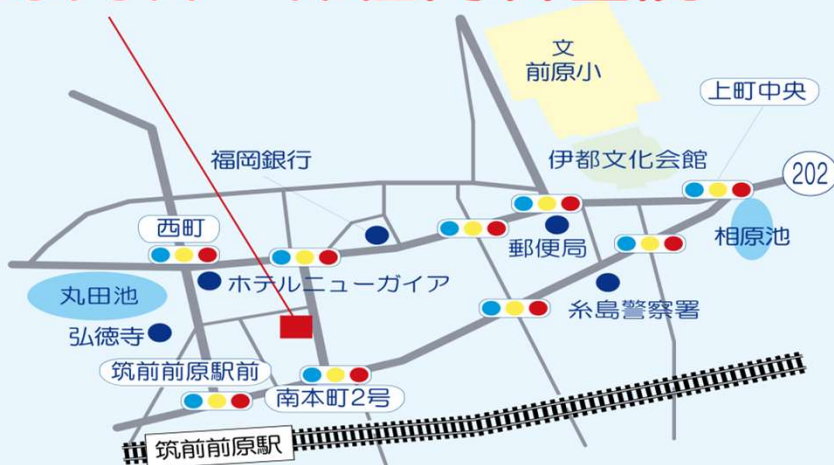 文
前原小
上町中央
福岡銀行
伊都文化会館
202
西町
郵便局
相原池
ホテルニューガイア
丸田池
糸島警察署
弘徳寺
筑前前原駅前
南本町2号
筑前前原駅